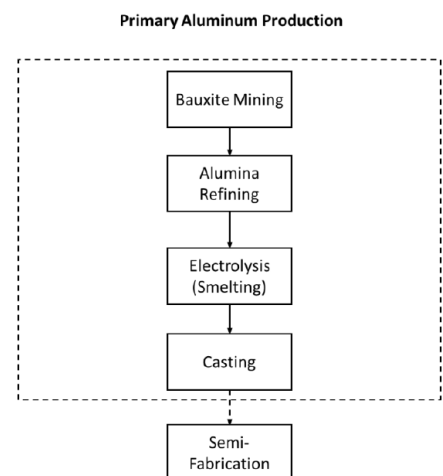 Primary Aluminum Production
Bauxite Mining
Alumina
Refining
Electrolysis
(Smelting)
Casting
Semi-
Fabrication